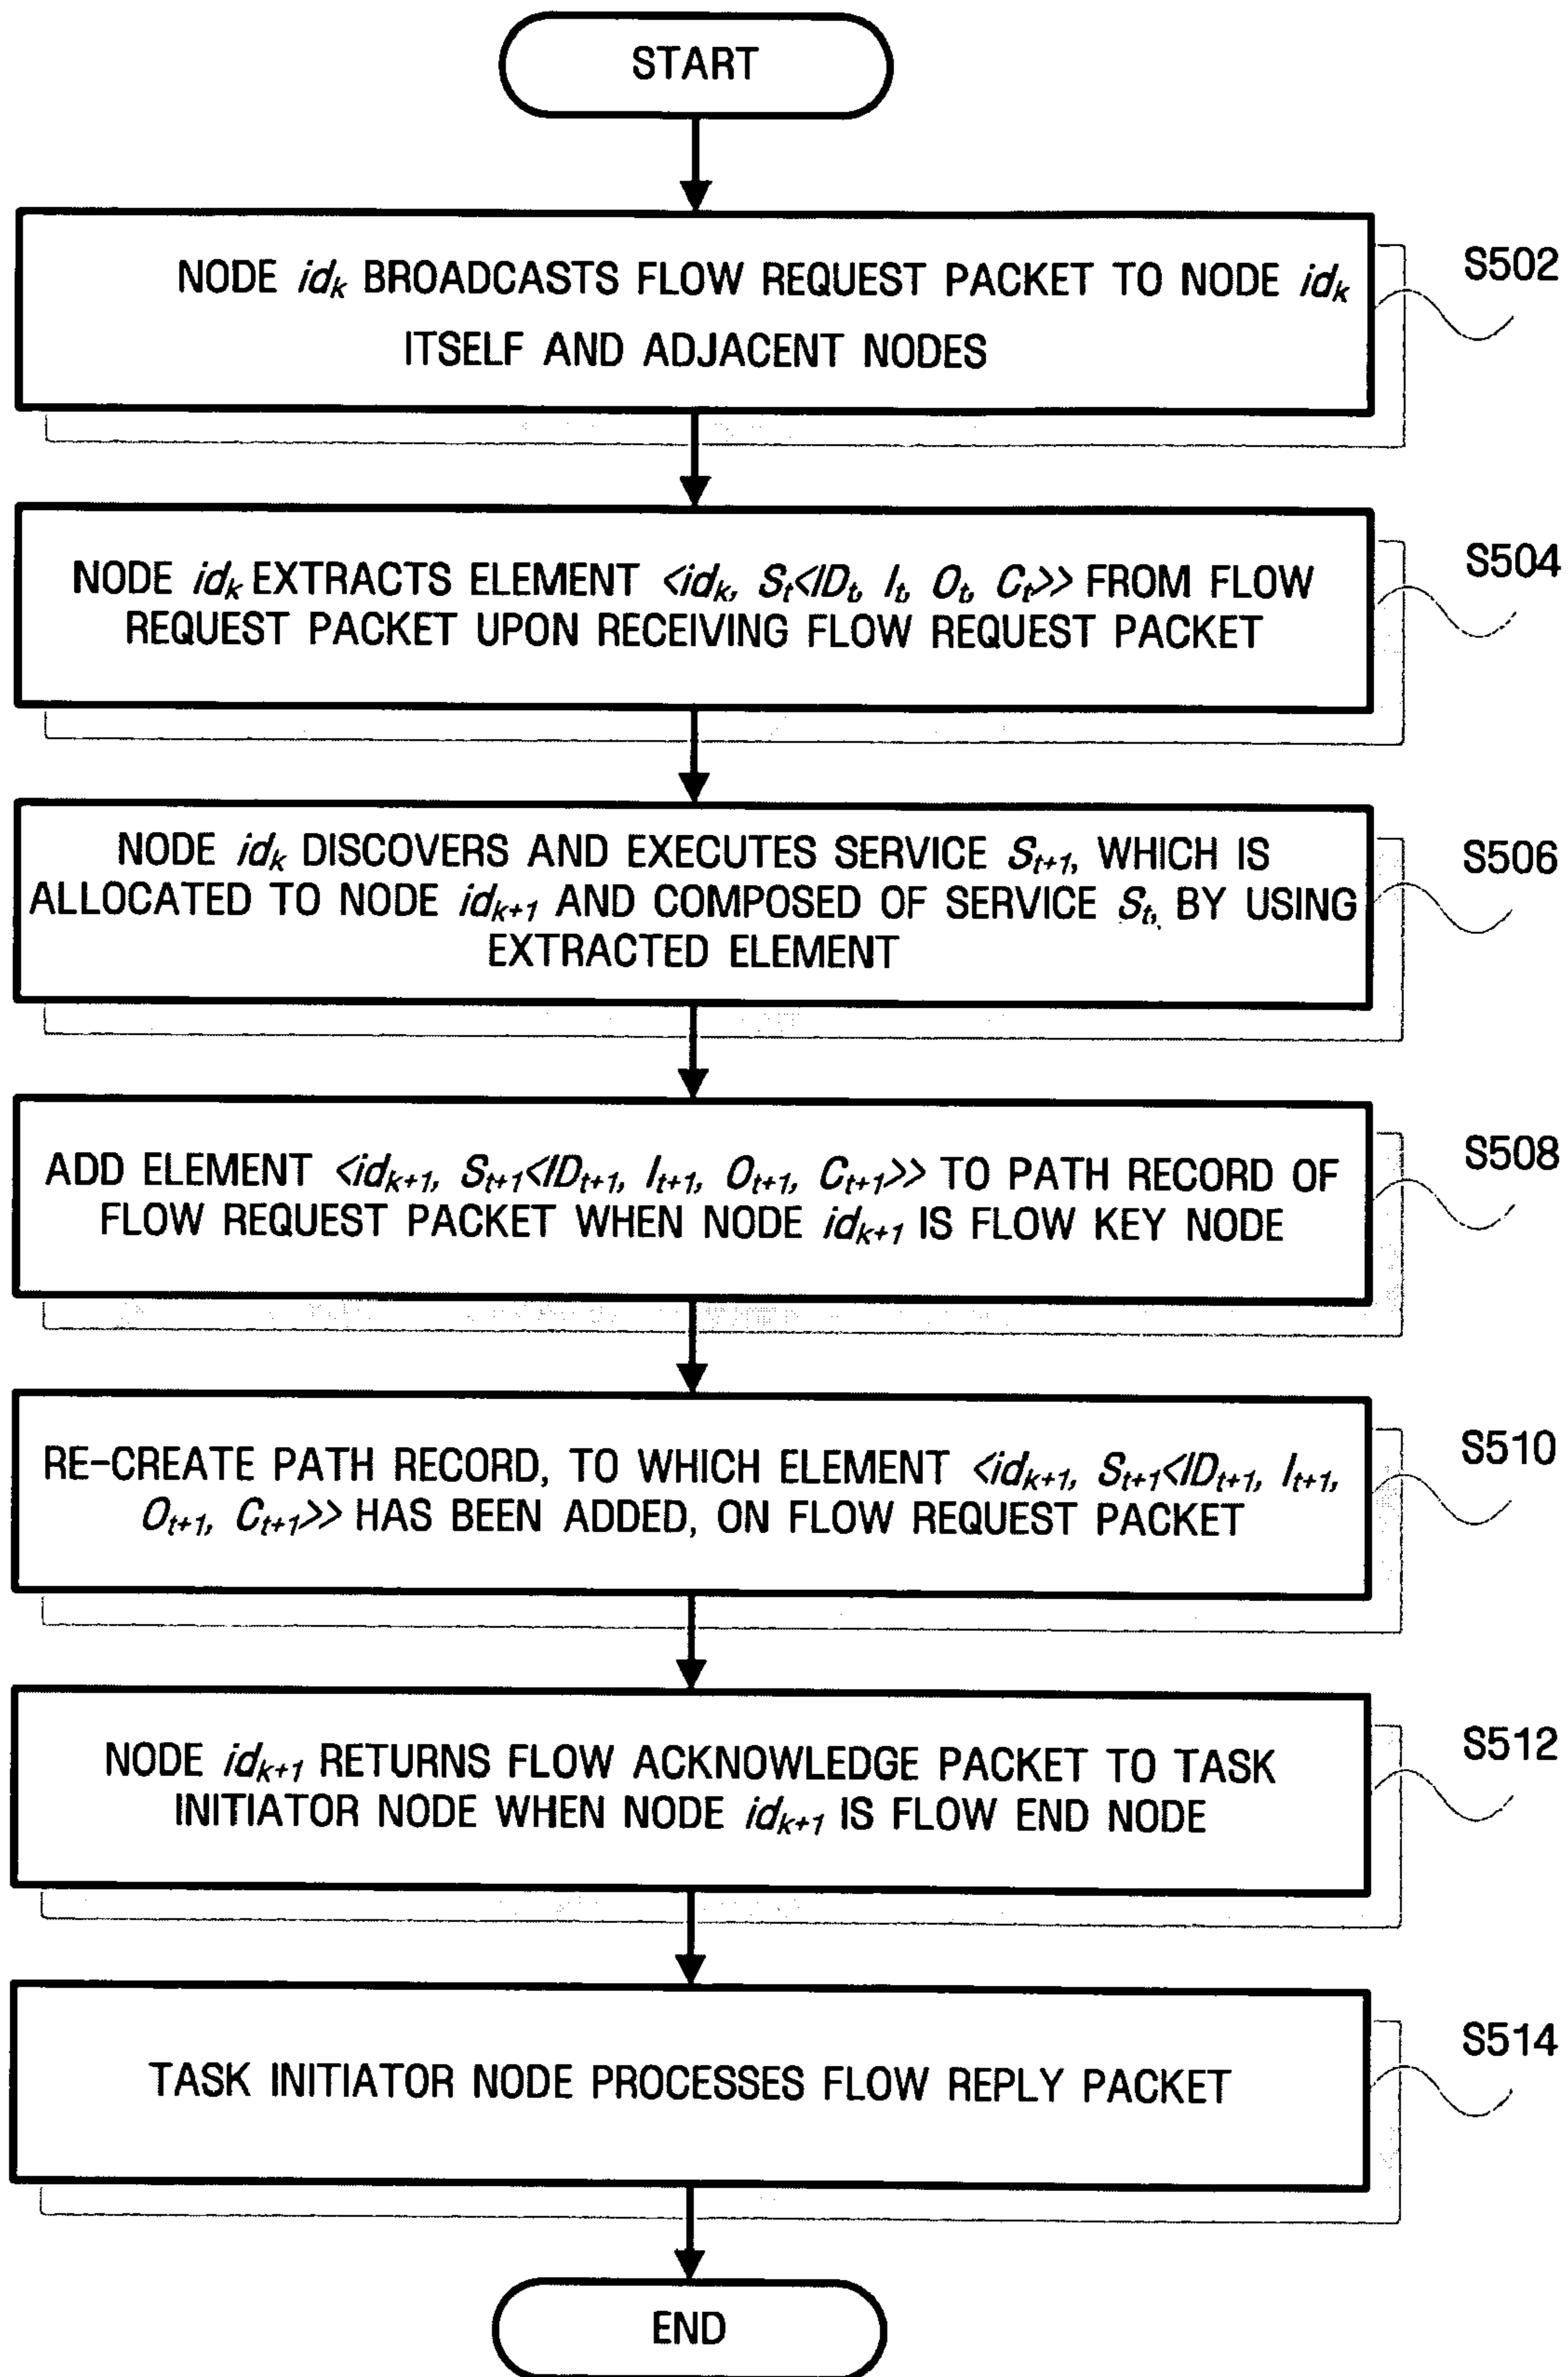 START
NODE idk BROADCASTS FLOW REQUEST PACKET TO NODE idk
ITSELF AND ADJACENT NODES
S502
NODE idk EXTRACTS ELEMENT <idk, St<IDt, It, Ot, Ct>> FROM FLOW
REQUEST PACKET UPON RECEIVING FLOW REQUEST PACKET
S504
NODE idk DISCOVERS AND EXECUTES SERVICE St+1, WHICH IS
ALLOCATED TO NODE idk+1 AND COMPOSED OF SERVICE St, BY USING
EXTRACTED ELEMENT
S506
ADD ELEMENT <idk+1, St+1<IDt+1, It+1, Ot+1, Ct+1>> TO PATH RECORD OF
FLOW REQUEST PACKET WHEN NODE idk+1 IS FLOW KEY NODE
S508
RE-CREATE PATH RECORD, TO WHICH ELEMENT <idk+1, St+1<IDt+1, It+1,
Ot+1, Ct+1>> HAS BEEN ADDED, ON FLOW REQUEST PACKET
S510
NODE idk+1 RETURNS FLOW ACKNOWLEDGE PACKET TO TASK
INITIATOR NODE WHEN NODE idk+1 IS FLOW END NODE
S512
TASK INITIATOR NODE PROCESSES FLOW REPLY PACKET
S514
END